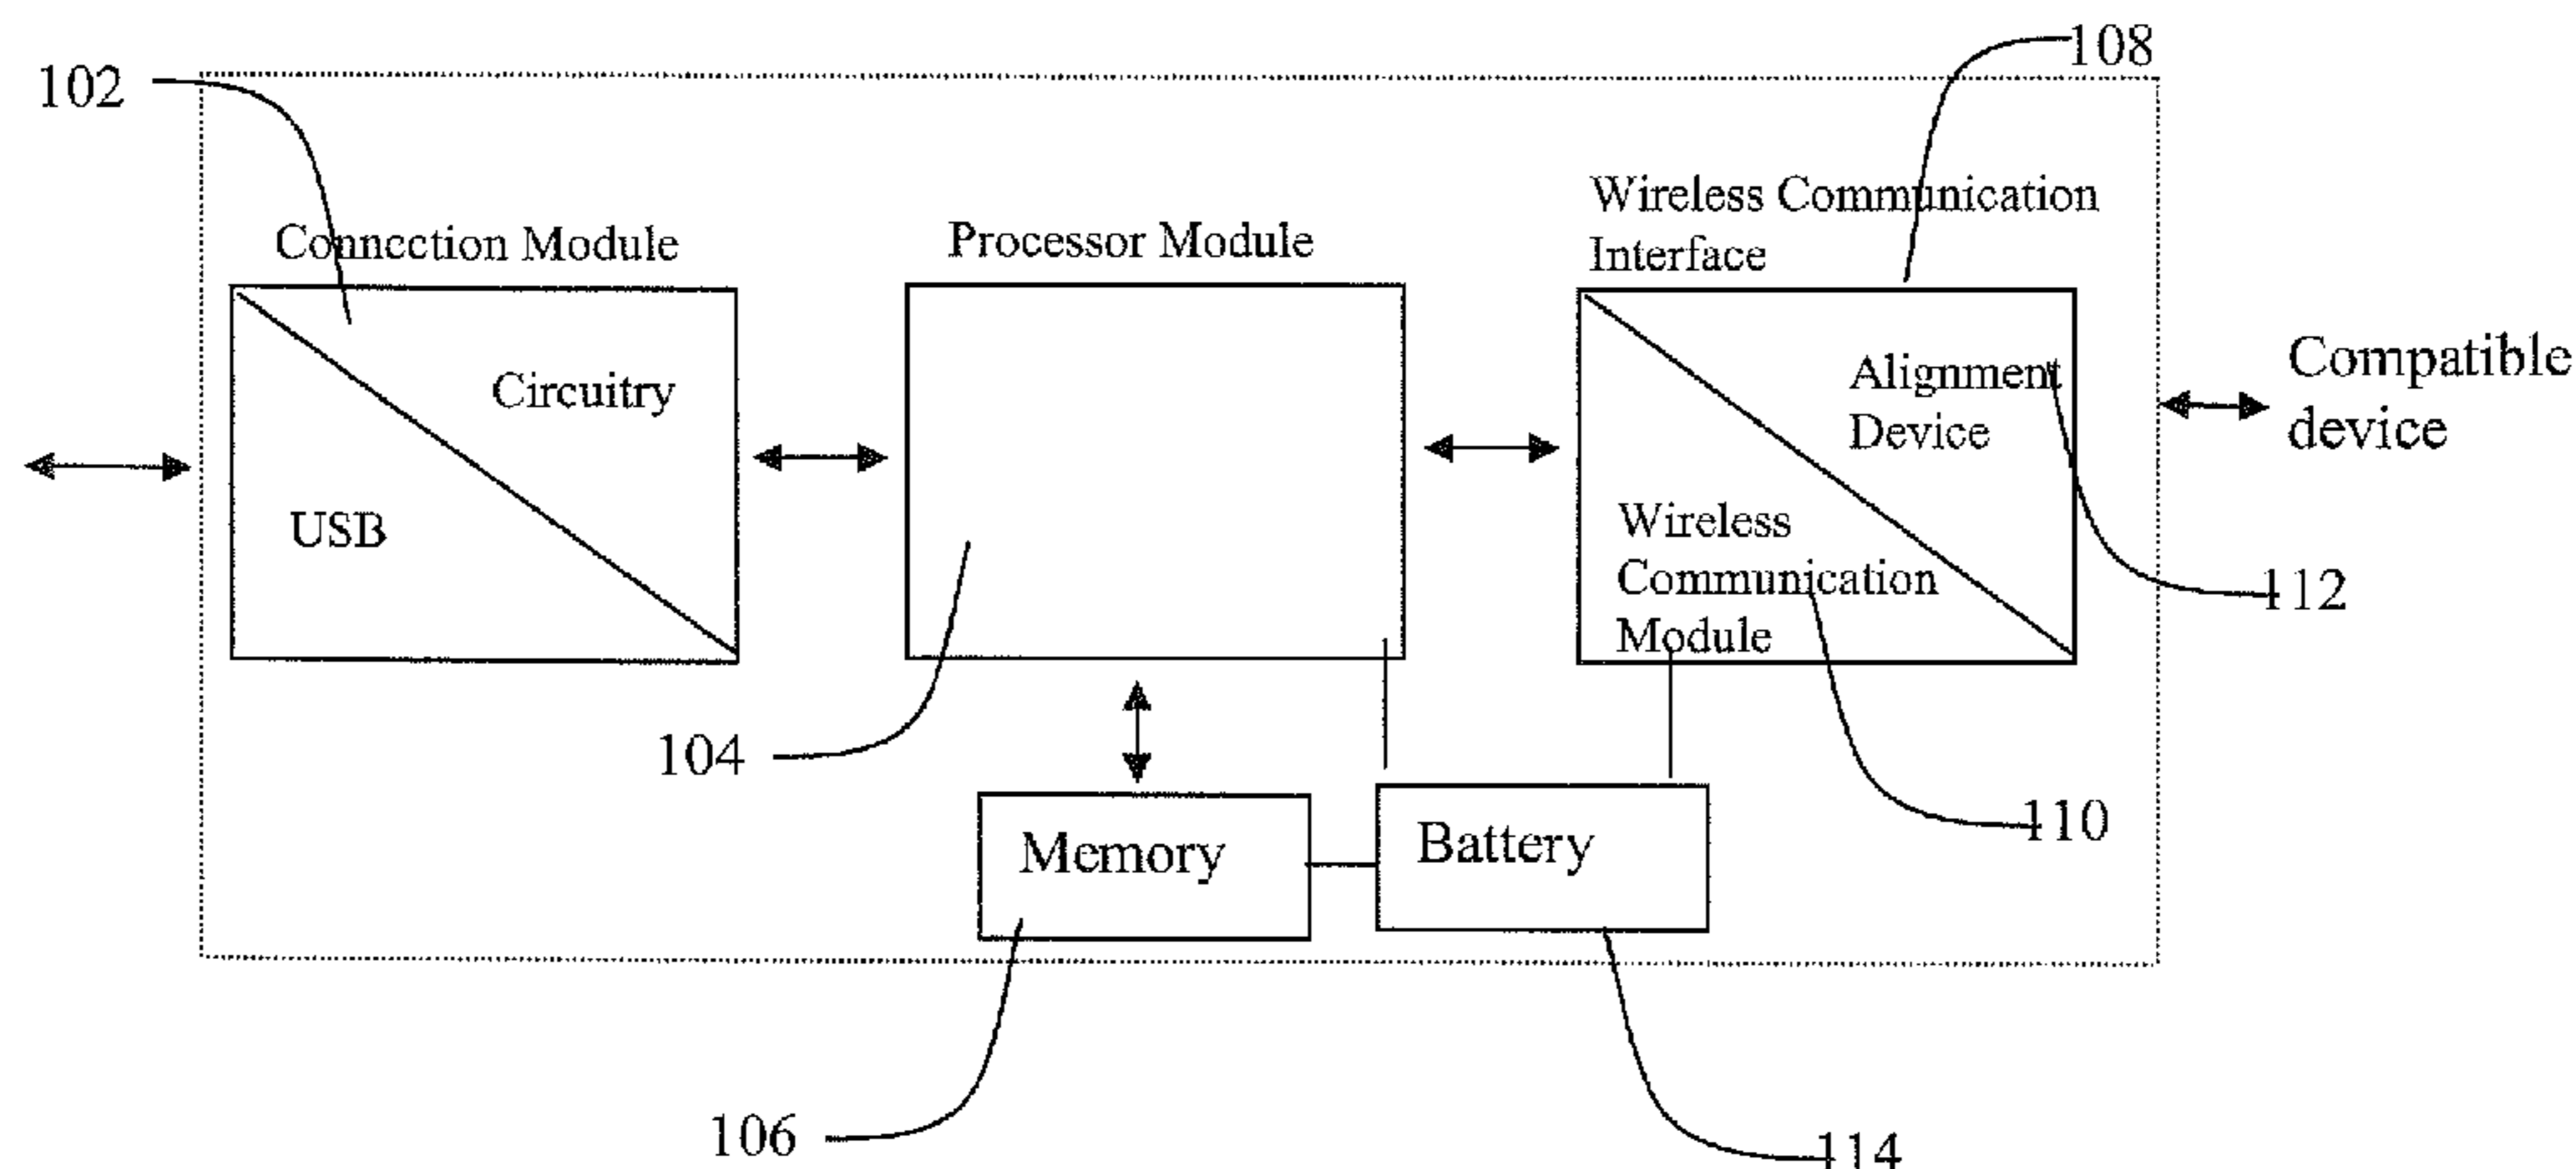 108
102
Wireless Communication
Interface
Connection Module
Processor Module
Compatible
device
Alignment
Device
Circuitry
USB
Wireless
Communication
Module
112
104
110
Memory
Battery
106
114